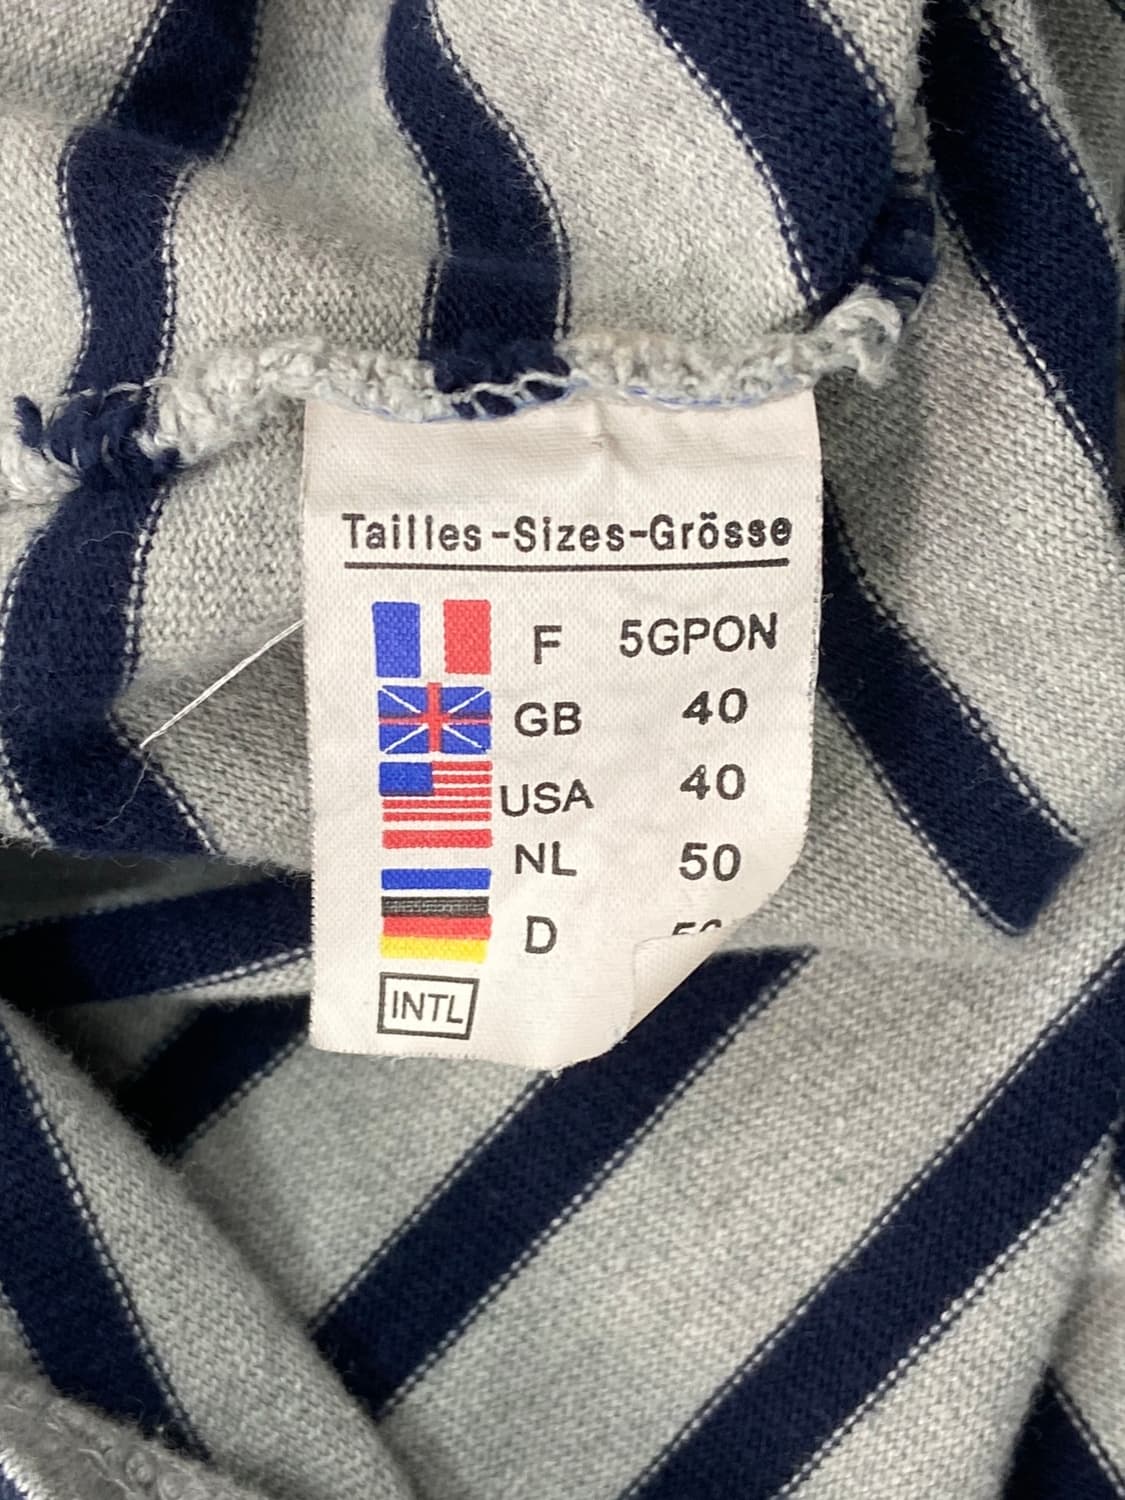 Tailles-Sizes-Grösse
F 5GPON
GB 40
USA 40
NL 50
D
INTL